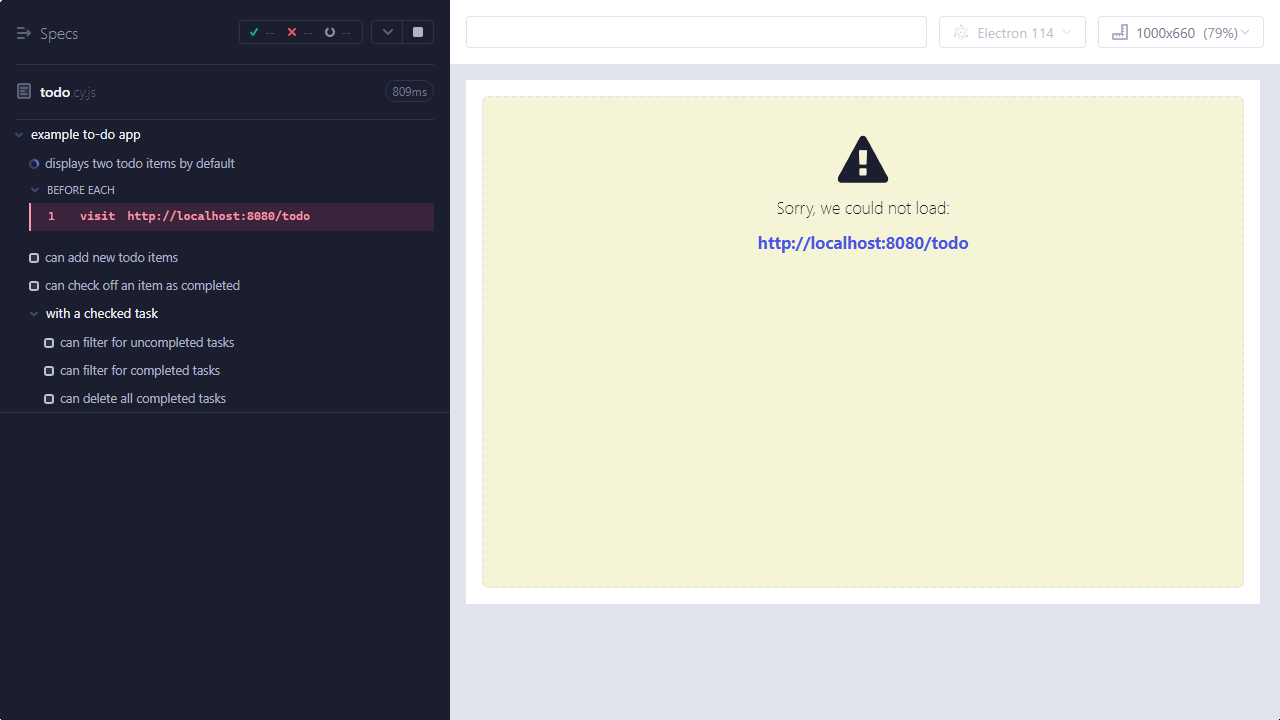 Specs
--
--
--
todo.cy.js
809ms
example to-do app
displays two todo items by default
BEFORE EACH
1 visit http://localhost:8080/todo
can add new todo items
can check off an item as completed
with a checked task
can filter for uncompleted tasks
can filter for completed tasks
can delete all completed tasks
Electron 114
1000x660 (79%)
Sorry, we could not load:
http://localhost:8080/todo